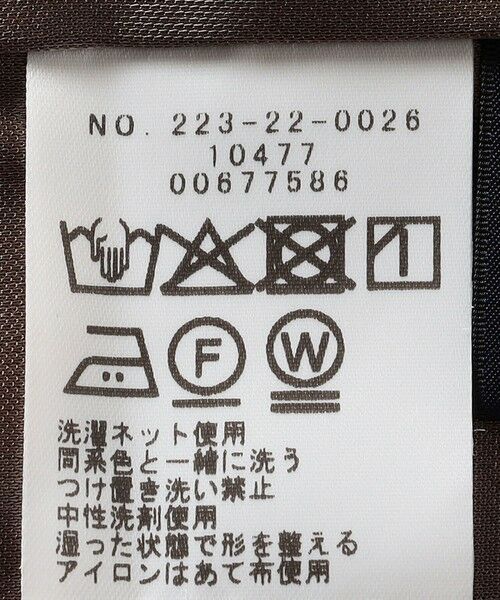 NO. 223-22-0026
10477
00677586
F W
洗濯ネット使用
同系色と一緒に洗う
つけ置き洗い禁止
中性洗剤使用
湿った状態で形を整える
アイロンはあて布使用